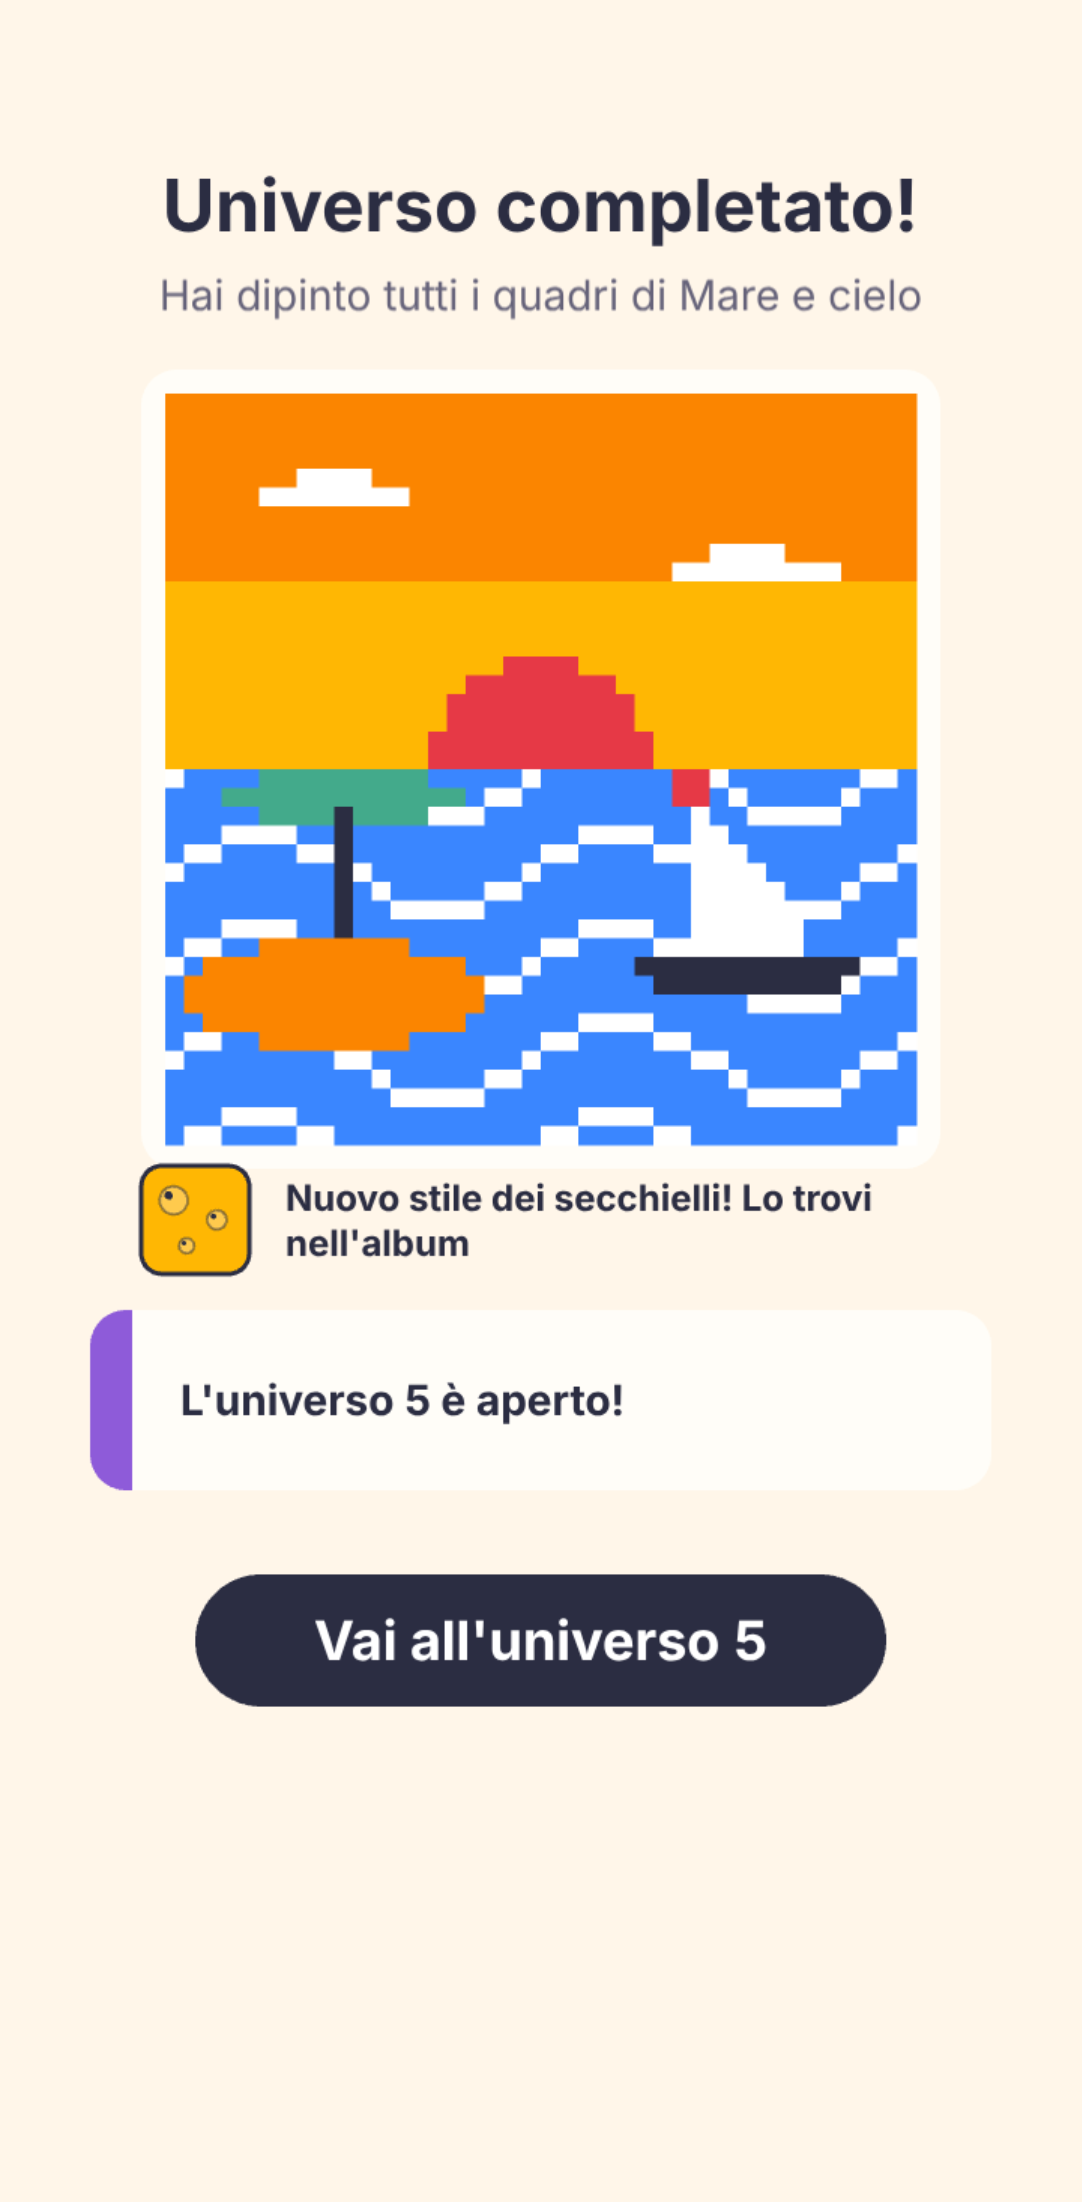 Universo completato!
Hai dipinto tutti i quadri di Mare e cielo
Nuovo stile dei secchielli! Lo trovi
nell'album
L'universo 5 è aperto!
Vai all'universo 5